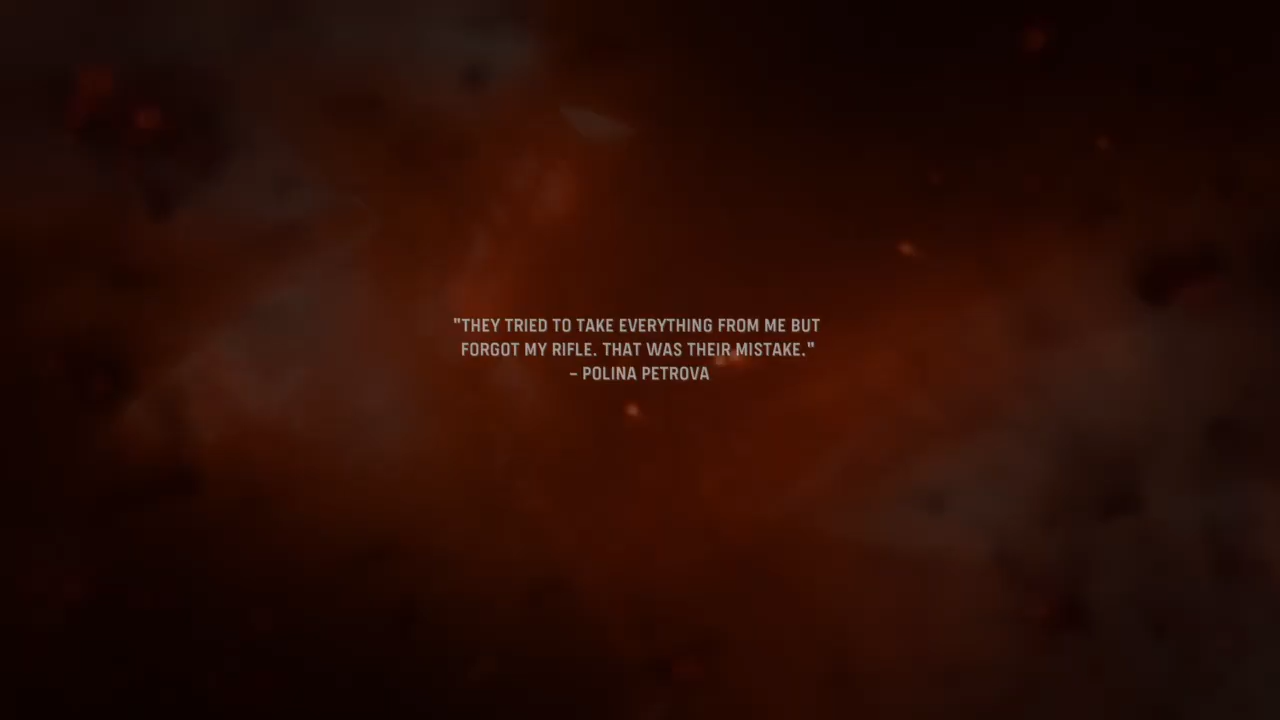 "THEY TRIED TO TAKE EVERYTHING FROM ME BUT
FORGOT MY RIFLE. THAT WAS THEIR MISTAKE."
– POLINA PETROVA